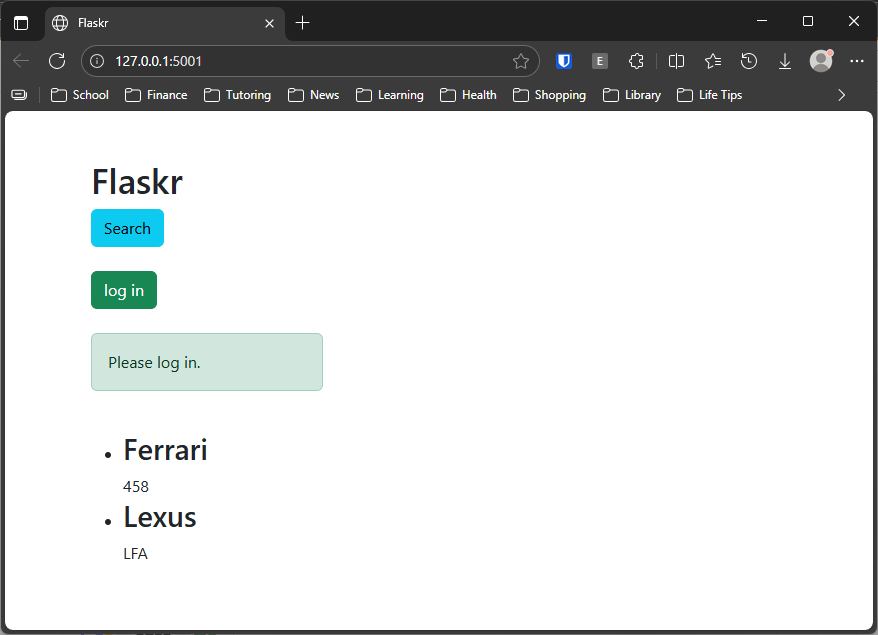 Flaskr
127.0.0.1:5001
E
School Finance Tutoring News Learning Health Shopping Library Life Tips
Flaskr
Search
log in
Please log in.
Ferrari
458
Lexus
LFA